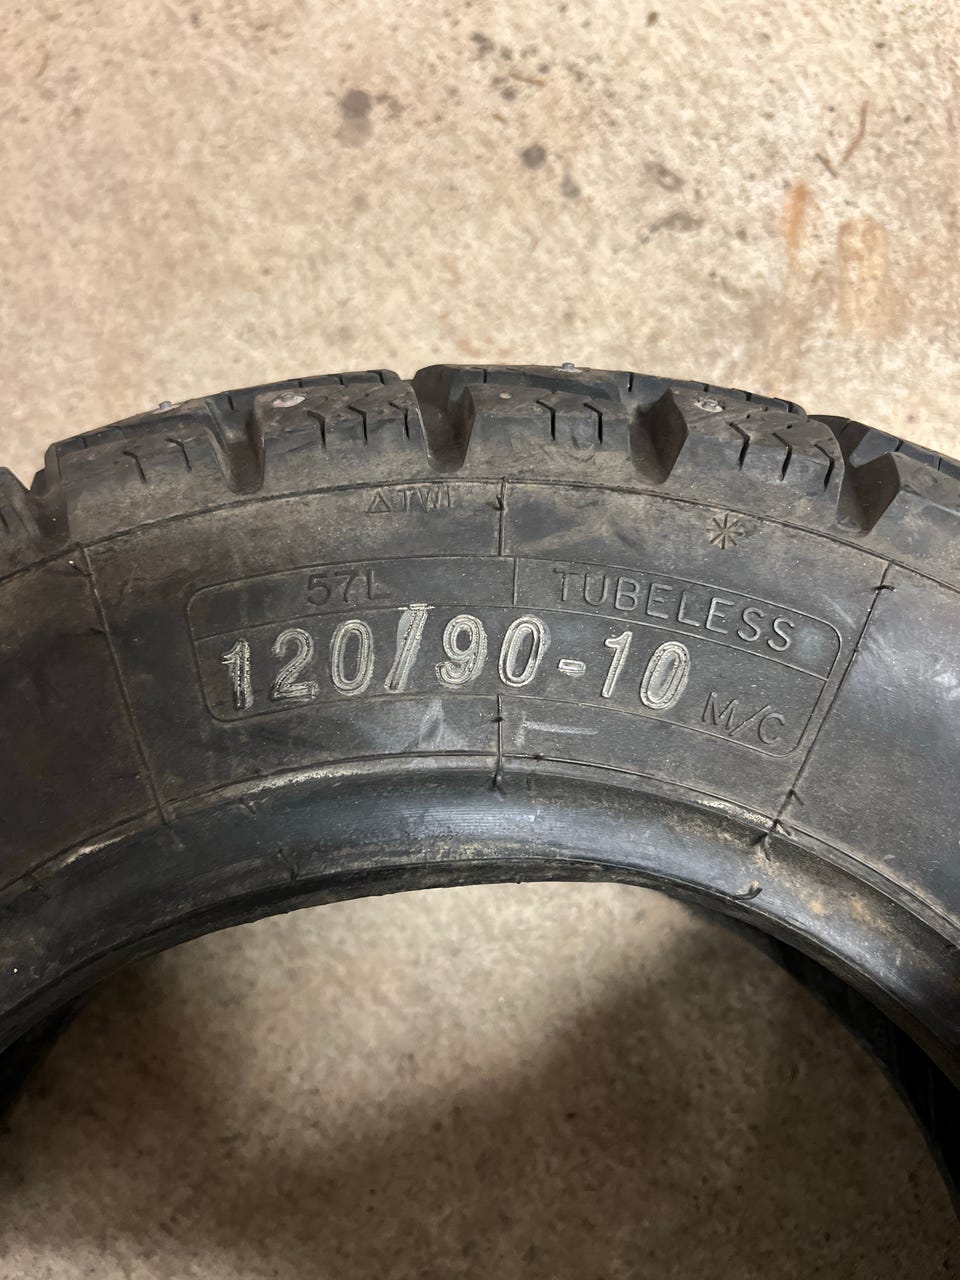 △TWI
57L TUBELESS
120/90-10 M/C